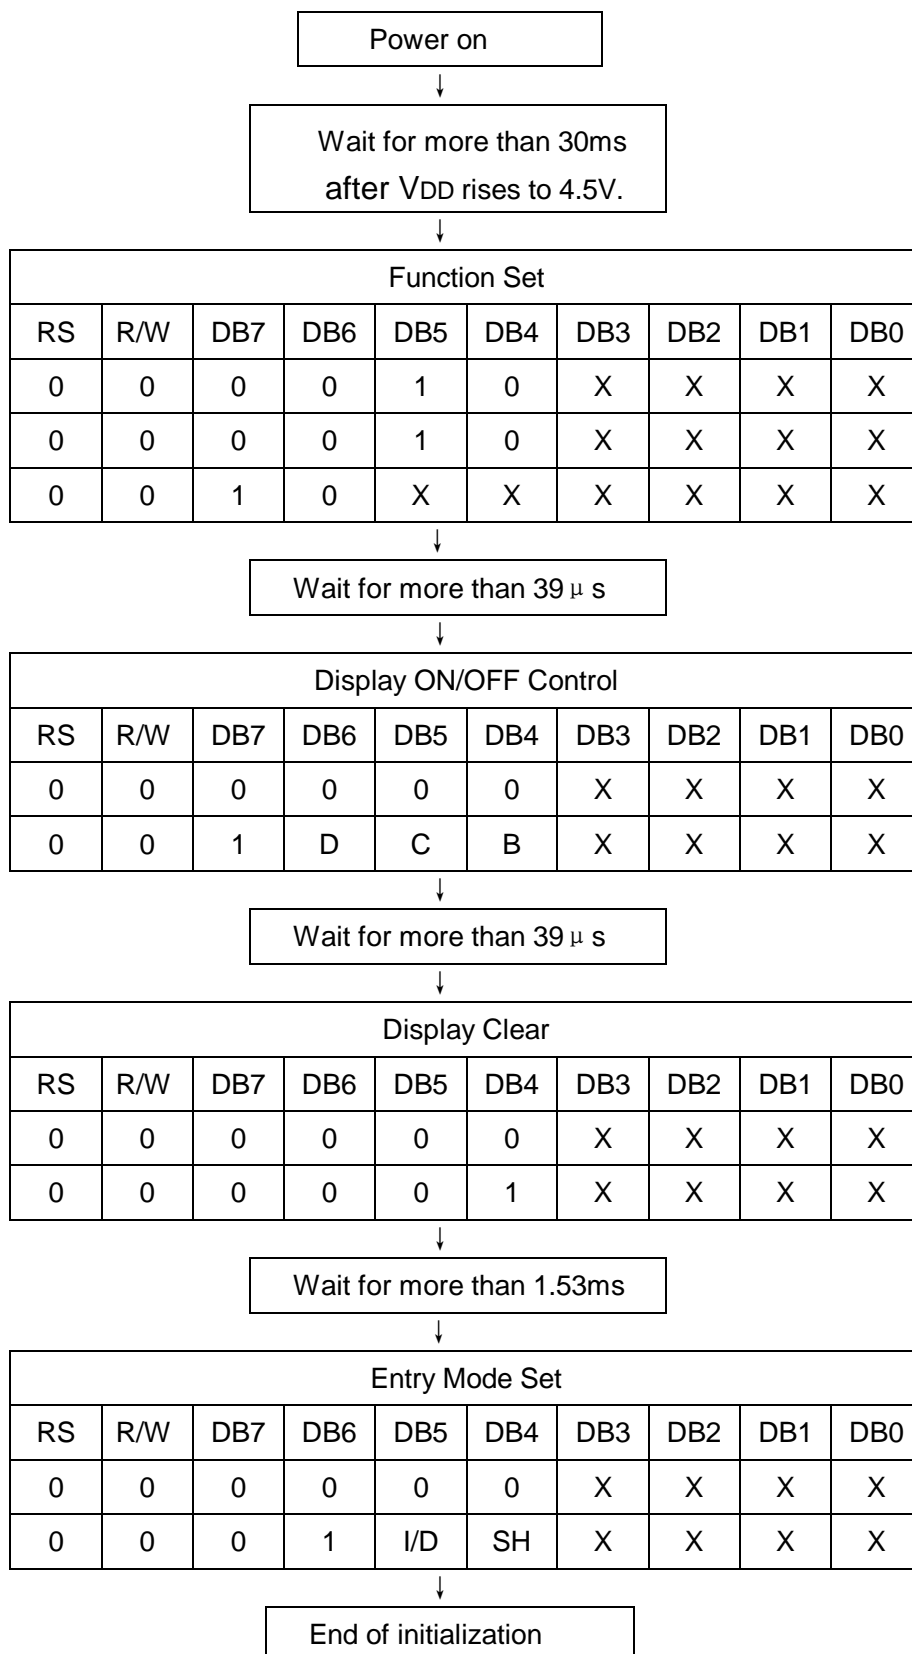 Power on
Wait for more than 30ms
after VDD rises to 4.5V.
Function Set
RS R/W DB7 DB6 DB5 DB4 DB3 DB2 DB1 DB0
0 0 0 0 1 0 X X X X
0 0 0 0 1 0 X X X X
0 0 1 0 X X X X X X
Wait for more than 39μs
Display ON/OFF Control
RS R/W DB7 DB6 DB5 DB4 DB3 DB2 DB1 DB0
0 0 0 0 0 0 X X X X
0 0 1 D C B X X X X
Wait for more than 39μs
Display Clear
RS R/W DB7 DB6 DB5 DB4 DB3 DB2 DB1 DB0
0 0 0 0 0 0 X X X X
0 0 0 0 0 1 X X X X
Wait for more than 1.53ms
Entry Mode Set
RS R/W DB7 DB6 DB5 DB4 DB3 DB2 DB1 DB0
0 0 0 0 0 0 X X X X
0 0 0 1 I/D SH X X X X
End of initialization